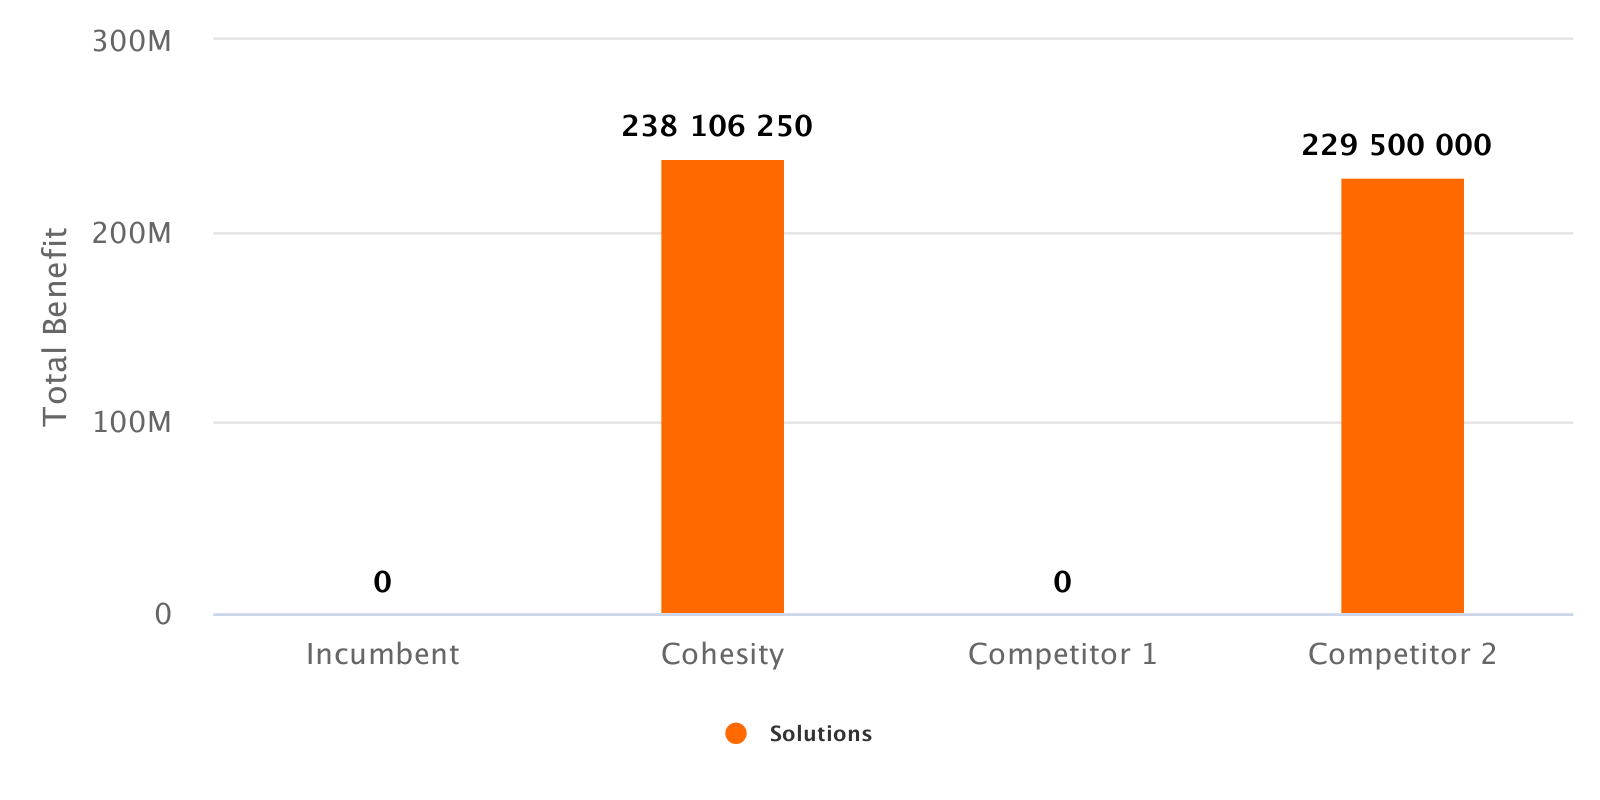 Total Benefit
300M
200M
100M
0
0
238 106 250
0
229 500 000
Incumbent
Cohesity
Competitor 1
Competitor 2
Solutions